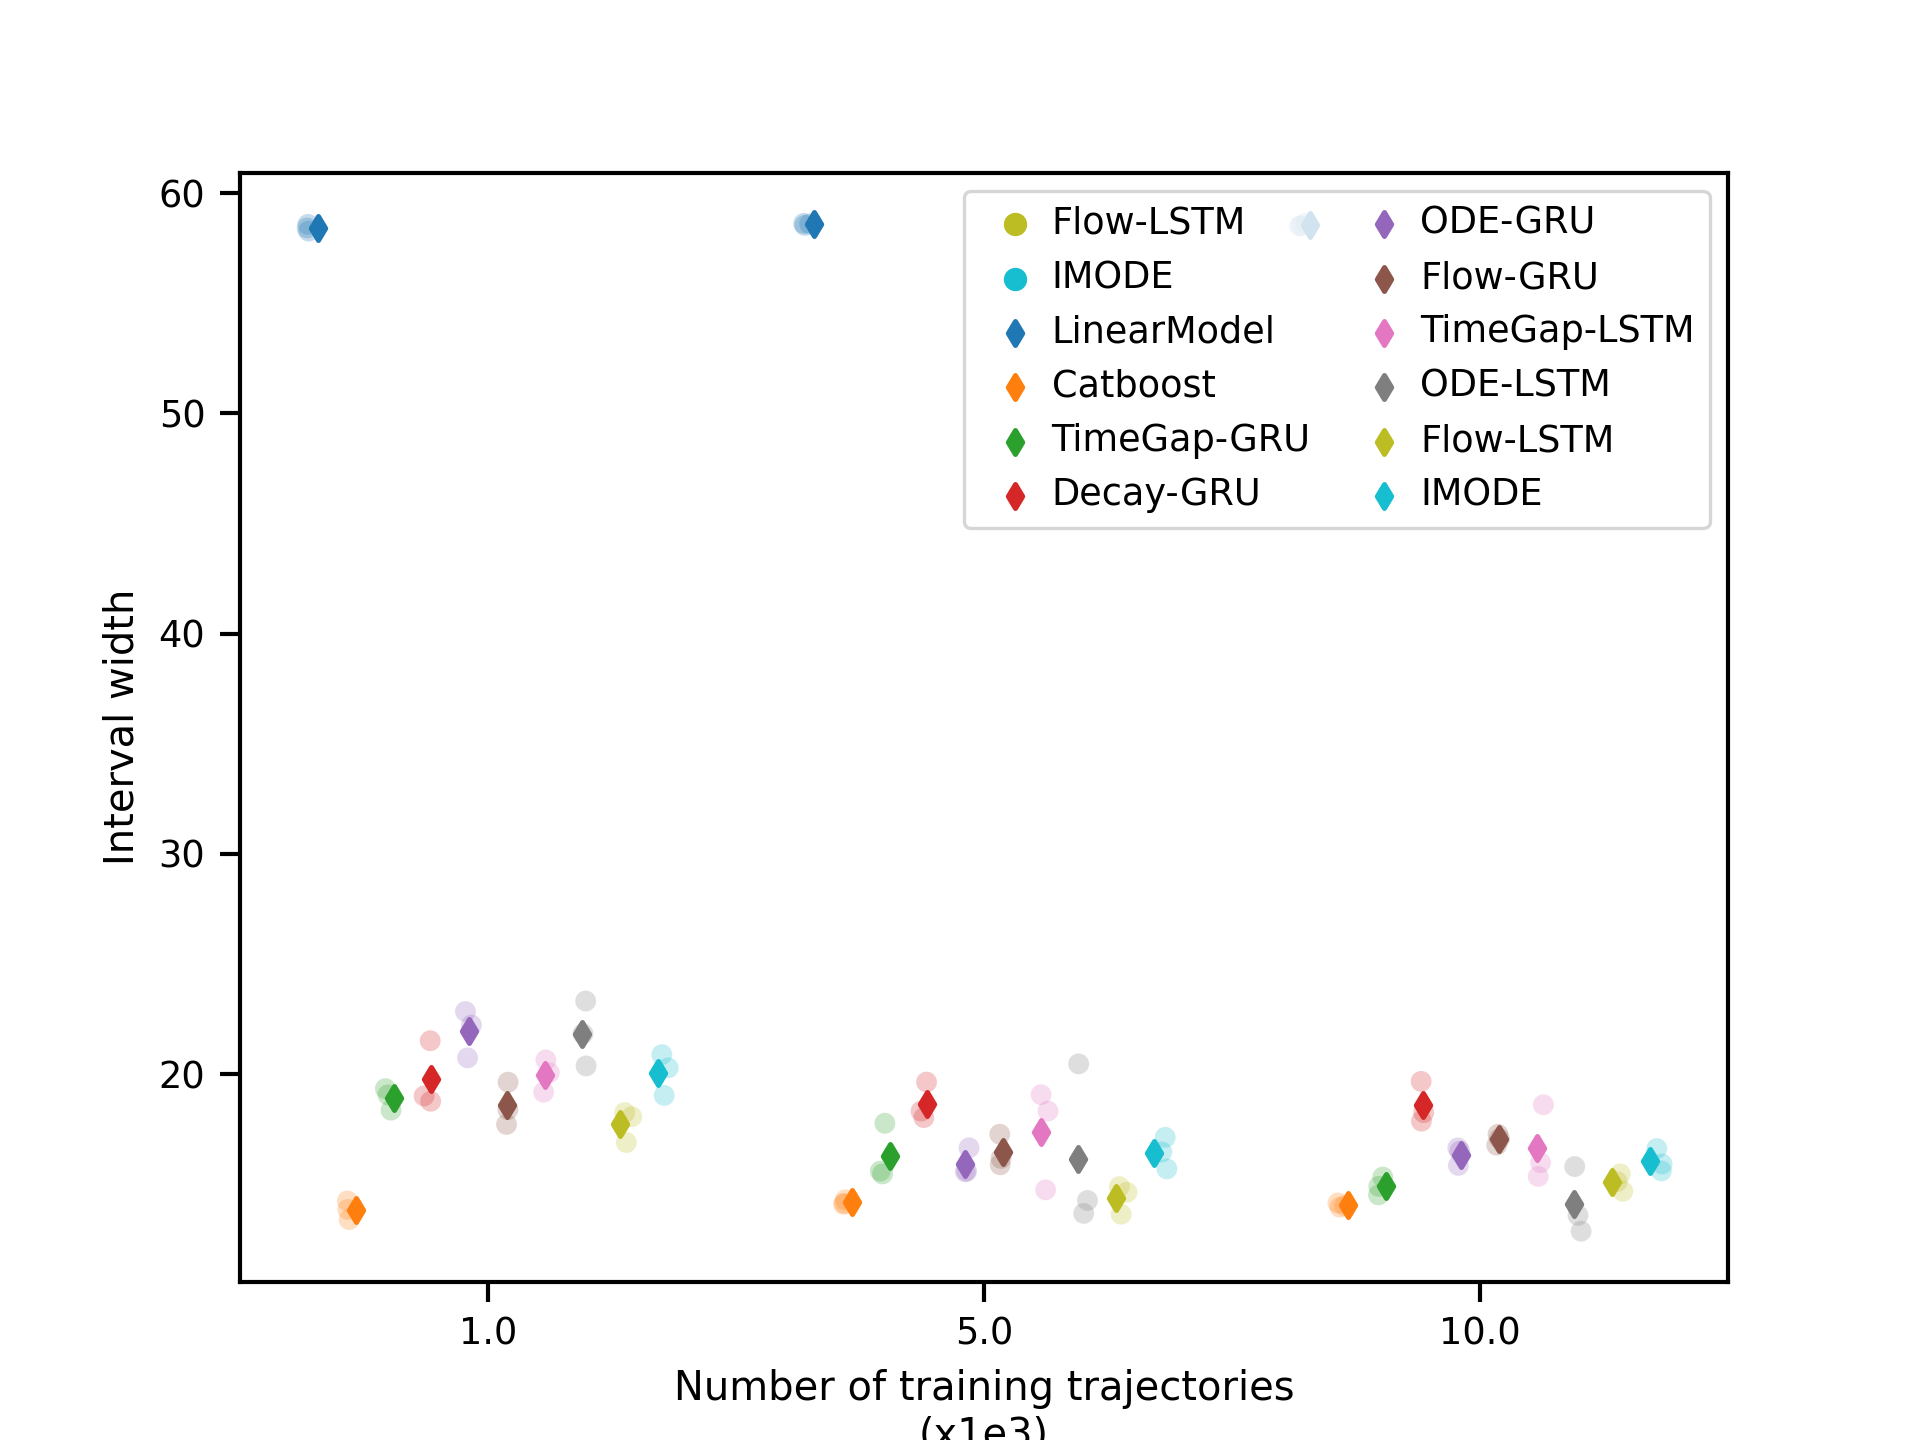 60
50
40
30
20
Interval width
Flow-LSTM
IMODE
LinearModel
Catboost
TimeGap-GRU
Decay-GRU
ODE-GRU
Flow-GRU
TimeGap-LSTM
ODE-LSTM
Flow-LSTM
IMODE
1.0
5.0
10.0
Number of training trajectories
(x1e3)